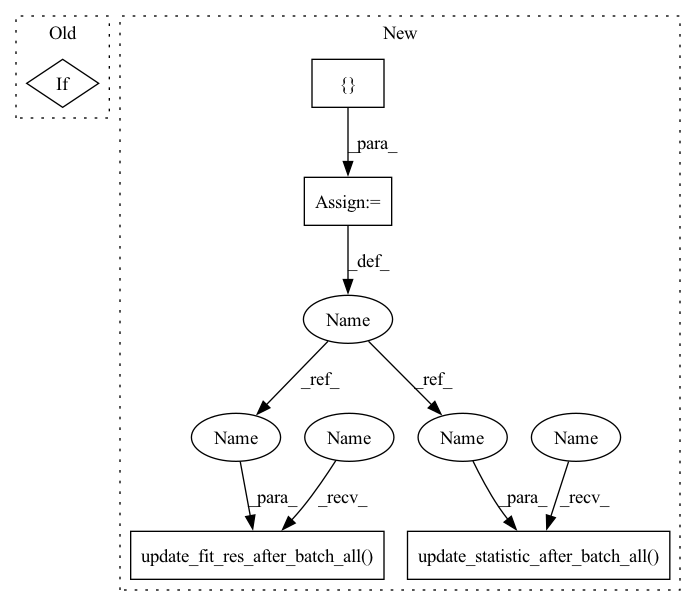 Old
New
If
{}
_para_
Assign:=
_def_
Name
_ref_
_ref_
Name
Name
Name
Name
_para_
_recv_
_para_
_recv_
update_fit_res_after_batch_all()
update_statistic_after_batch_all()